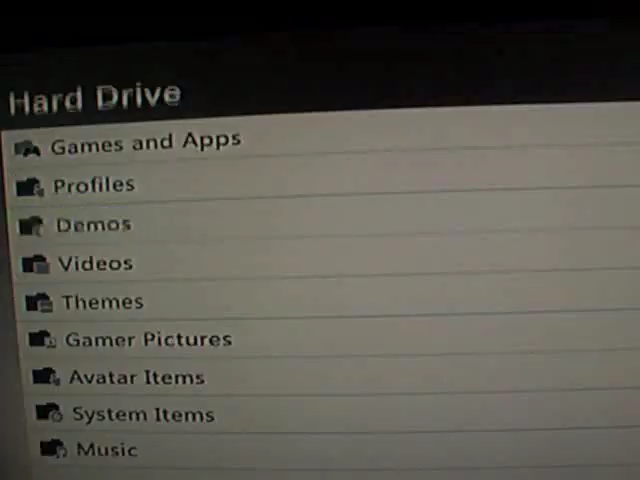 Hard Drive
Games and Apps
Profiles
Demos
Videos
Themes
Gamer Pictures
Avatar Items
System Items
Music